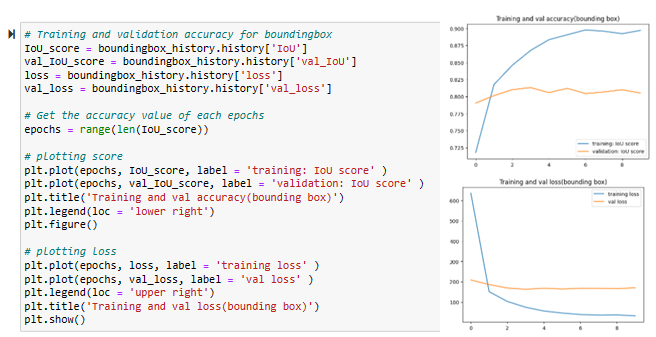 # Training and validation accuracy for boundingbox
IoU_score = boundingbox_history.history['IoU']
val_IoU_score = boundingbox_history.history['val_IoU']
loss = boundingbox_history.history['loss']
val_loss = boundingbox_history.history['val_loss']
# Get the accuracy value of each epochs
epochs = range(len(IoU_score))
# plotting score
plt.plot(epochs, IoU_score, label = 'training: IoU score' )
plt.plot(epochs, val_IoU_score, label = 'validation: IoU score' )
plt.title('Training and val accuracy(bounding box)')
plt.legend(loc = 'lower right')
plt.figure()
# plotting loss
plt.plot(epochs, loss, label = 'training loss' )
plt.plot(epochs, val_loss, label = 'val loss' )
plt.legend(loc = 'upper right')
plt.title('Training and val loss(bounding box)')
plt.show()
Training and val accuracy(bounding box)
0.900
0.875
0.850
0.825
0.800
0.775
0.750
0.725
training: IoU score
validation: IoU score
0 2 4 6 8
Training and val loss(bounding box)
training loss
val loss
600
500
400
300
200
100
0 2 4 6 8